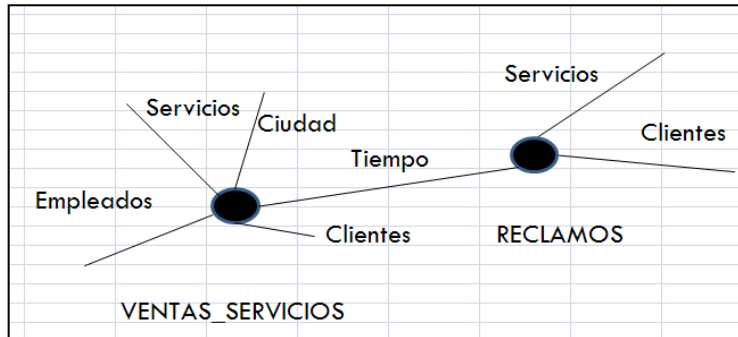 Servicios
Servicios
Ciudad
Clientes
Tiempo
Empleados
Clientes
RECLAMOS
VENTAS_SERVICIOS